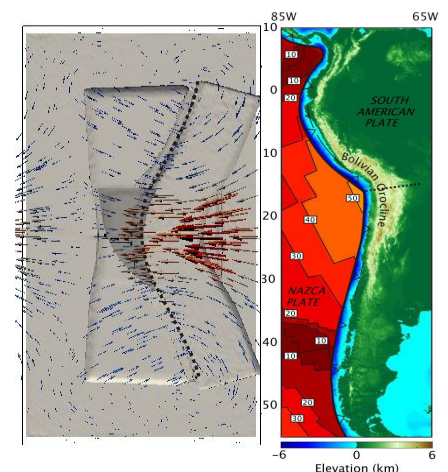 85W 65W
10
10
10
0
20
SOUTH
AMERICAN
PLATE
10
Bolivian Orocline
50
20
40
30
30
NAZCA
PLATE
20
10
40
10
50
20
30
-6 0 6
Elevation (km)